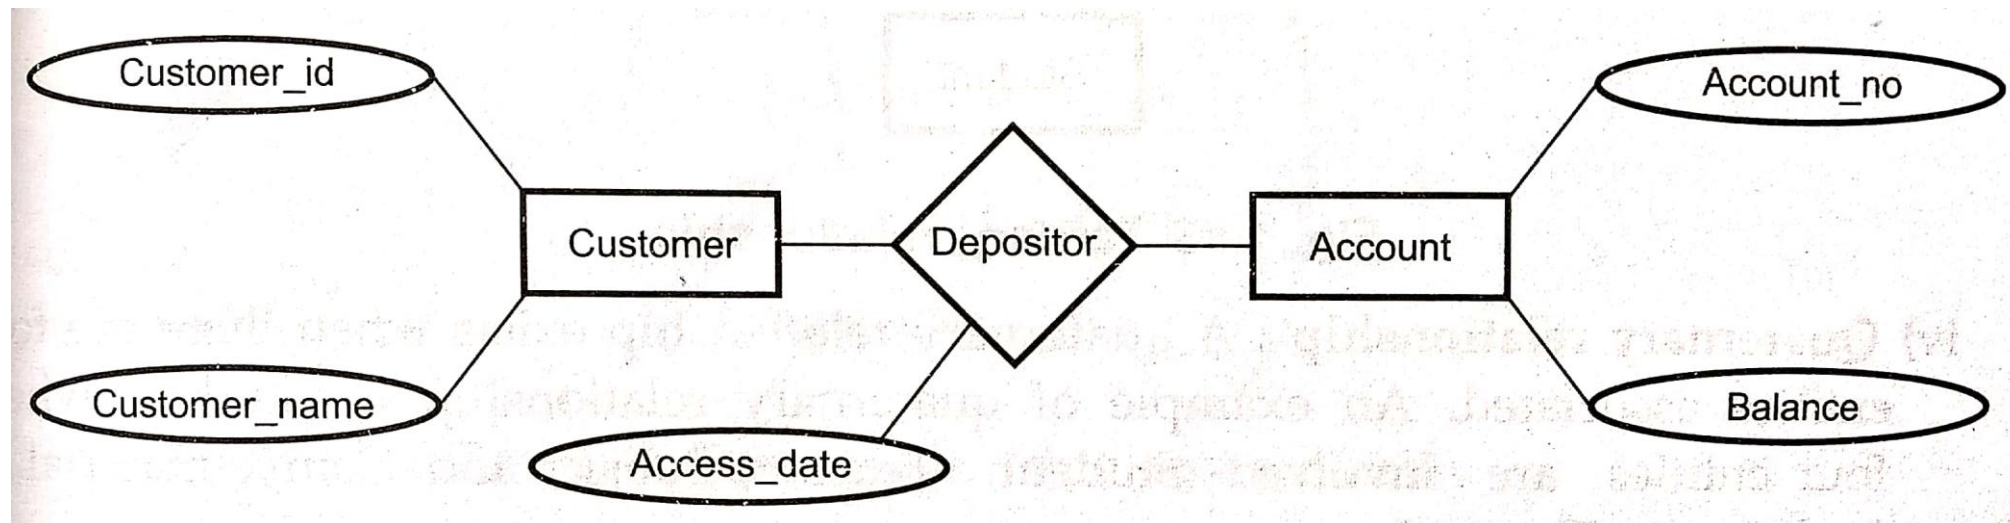 Customer_id
Account_no
Customer
Depositor
Account
Customer_name
Balance
Access_date